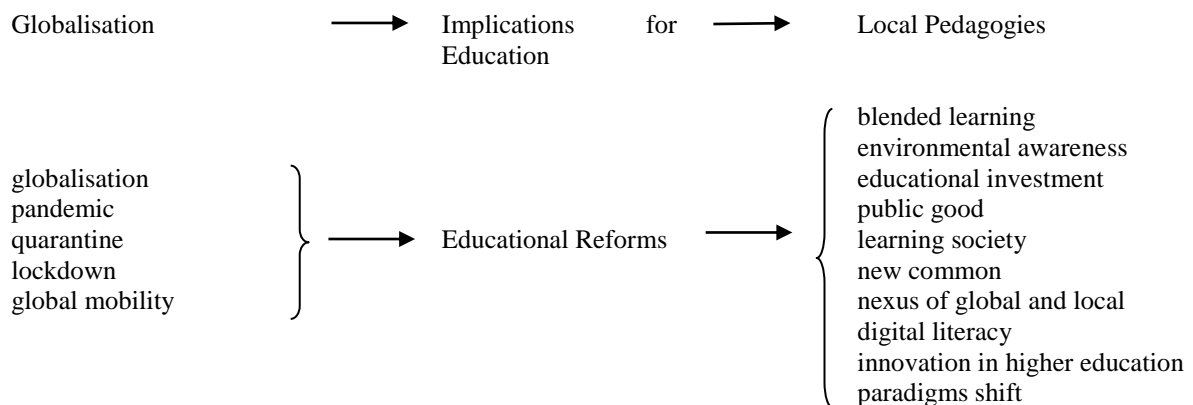 Globalisation
Implications for
Education
Local Pedagogies
globalisation
pandemic
quarantine
lockdown
global mobility
Educational Reforms
blended learning
environmental awareness
educational investment
public good
learning society
new common
nexus of global and local
digital literacy
innovation in higher education
paradigms shift